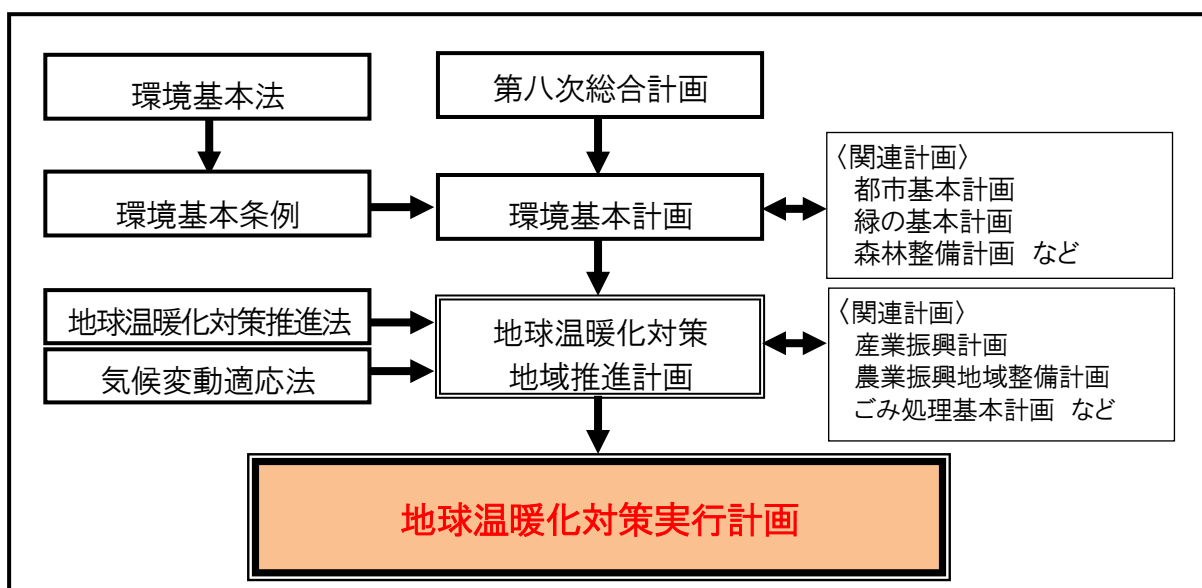 環境基本法
第八次総合計画
環境基本条例
環境基本計画
〈関連計画〉
都市基本計画
緑の基本計画
森林整備計画 など
地球温暖化対策推進法
気候変動適応法
地球温暖化対策
地域推進計画
〈関連計画〉
産業振興計画
農業振興地域整備計画
ごみ処理基本計画 など
地球温暖化対策実行計画